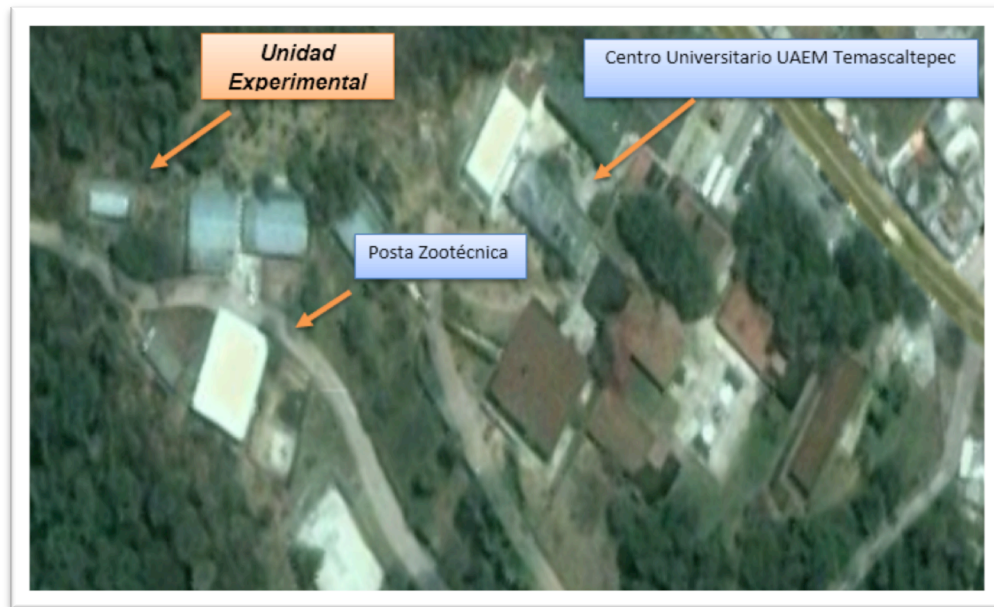 Unidad
Experimental
Centro Universitario UAEM Temascaltepec
Posta Zootécnica